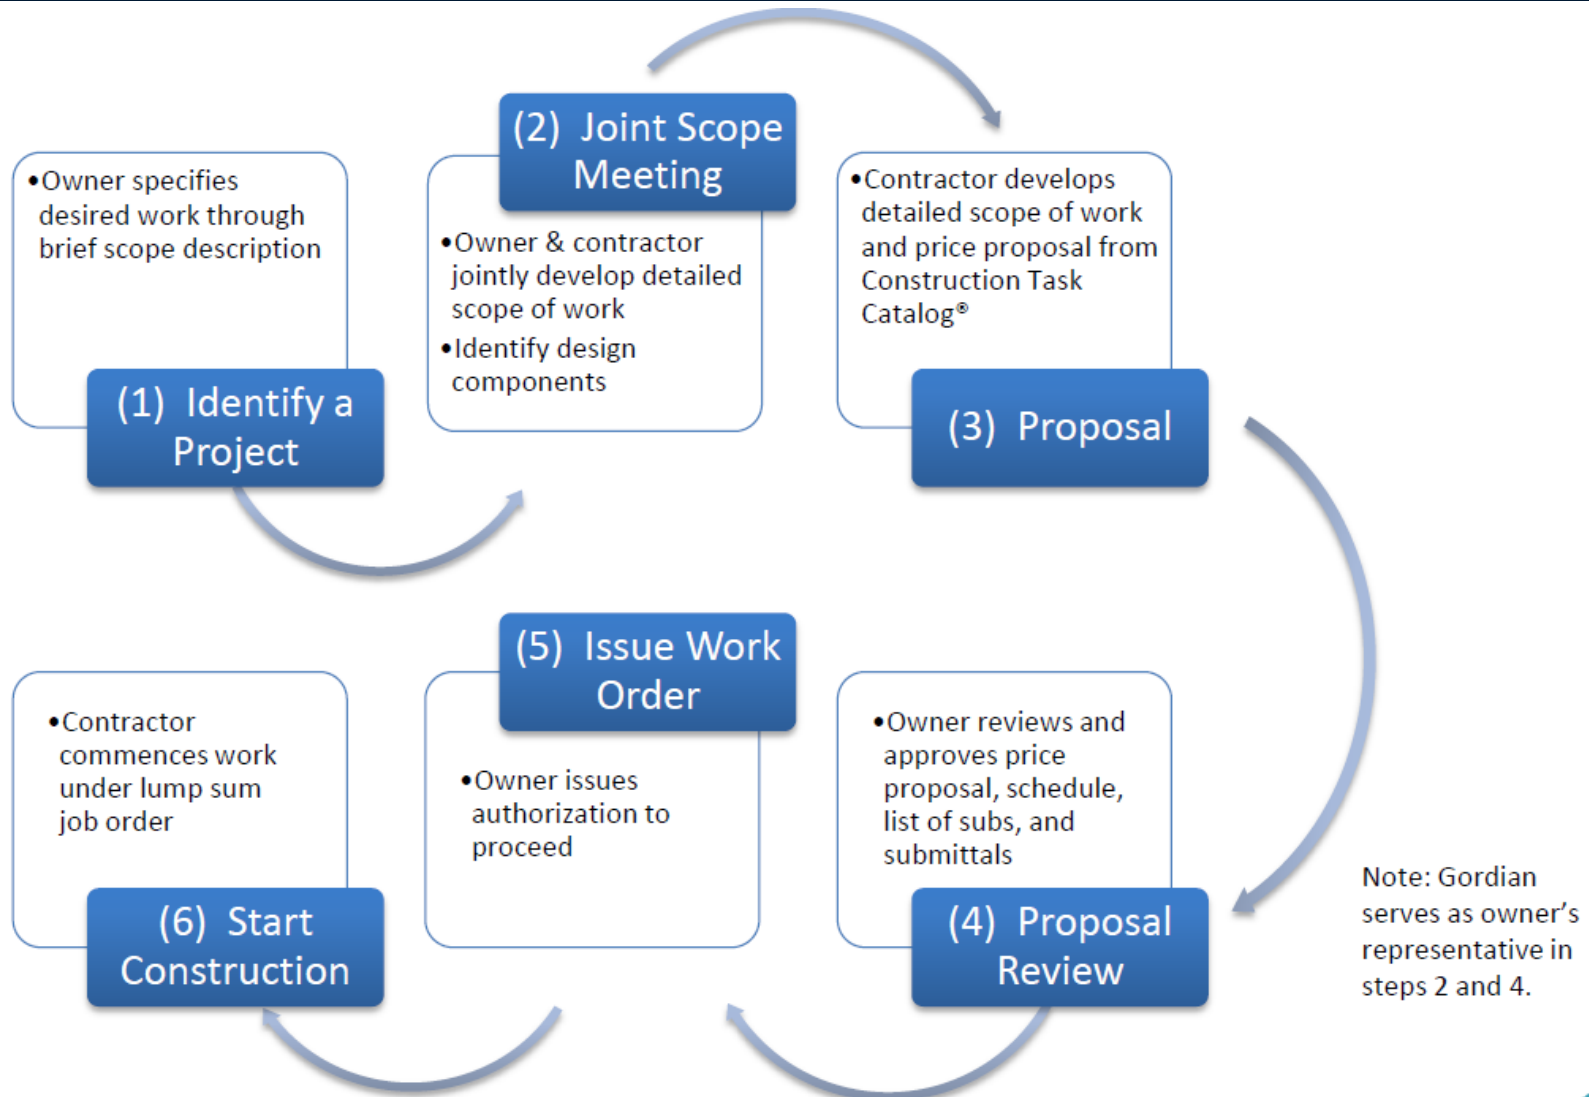 •Owner specifies
desired work through
brief scope description
(1) Identify a
Project
(2) Joint Scope
Meeting
•Owner & contractor
jointly develop detailed
scope of work
•Identify design
components
•Contractor develops
detailed scope of work
and price proposal from
Construction Task
Catalog®
(3) Proposal
•Owner reviews and
approves price
proposal, schedule,
list of subs, and
submittals
(4) Proposal
Review
Note: Gordian
serves as owner’s
representative in
steps 2 and 4.
(5) Issue Work
Order
•Owner issues
authorization to
proceed
•Contractor
commences work
under lump sum
job order
(6) Start
Construction